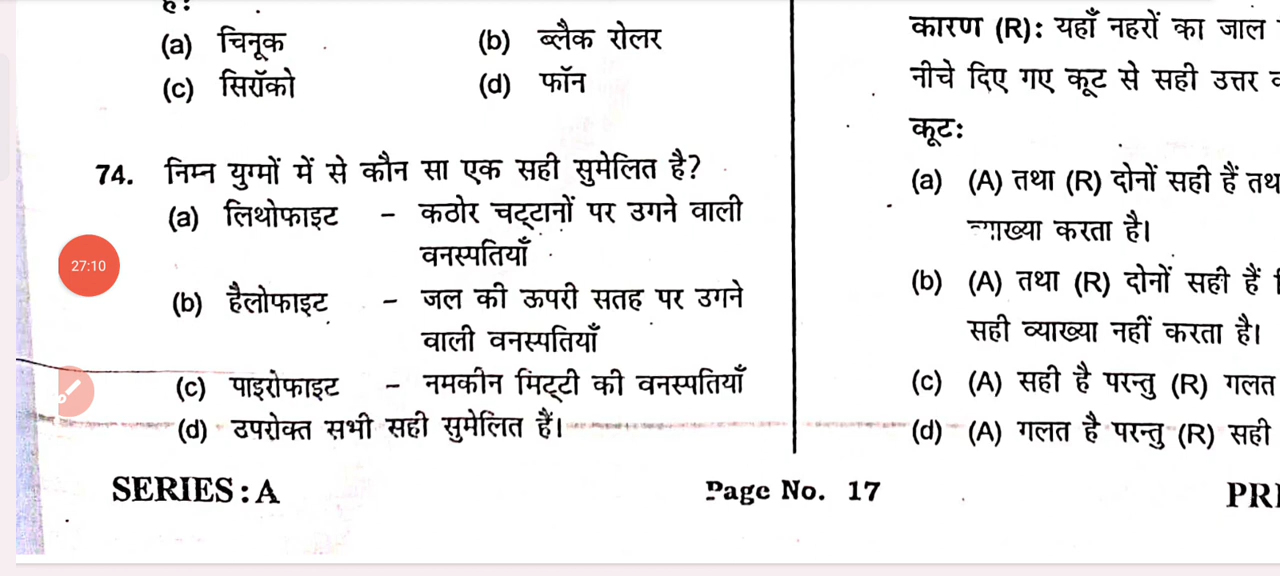 (a) चिनूक (b) ब्लैक रोलर
(c) सिरॉको (d) फॉन
74. निम्न युग्मों में से कौन सा एक सही सुमेलित है?
(a) लिथोफाइट – कठोर चट्टानों पर उगने वाली
वनस्पतियाँ
(b) हैलोफाइट – जल की ऊपरी सतह पर उगने
वाली वनस्पतियाँ
(c) पाइरोफाइट – नमकीन मिट्टी की वनस्पतियाँ
(d) उपरोक्त सभी सही सुमेलित हैं।
27:10
कारण (R): यहाँ नहरों का जाल
नीचे दिए गए कूट से सही उत्तर
कूट:
(a) (A) तथा (R) दोनों सही हैं
व्याख्या करता है।
(b) (A) तथा (R) दोनों सही हैं
सही व्याख्या नहीं करता है।
(c) (A) सही है परन्तु (R) गलत
(d) (A) गलत है परन्तु (R) सही
SERIES : A
Page No. 17